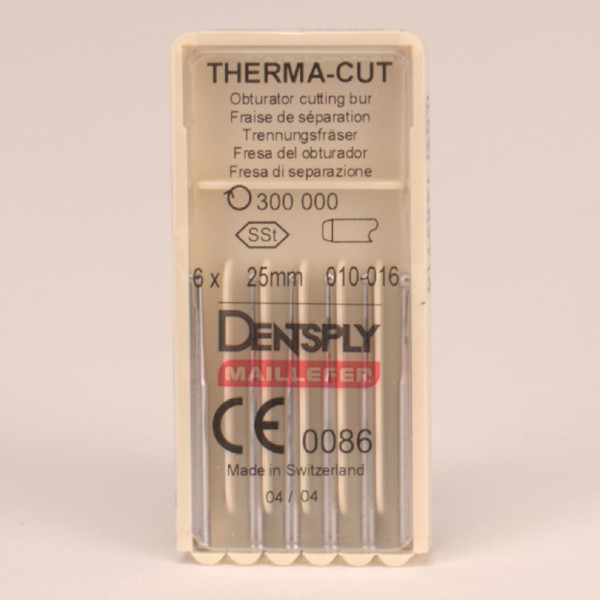 THERMA-CUT
Obturator cutting bur
Fraise de séparation
Trennungsfräser
Fresa del obturador
Fresa di separazione
300 000
SSt
6 x 25mm 010-016
DENTSPLY
MAILLEFER
CE 0086
Made in Switzerland
04 / 04